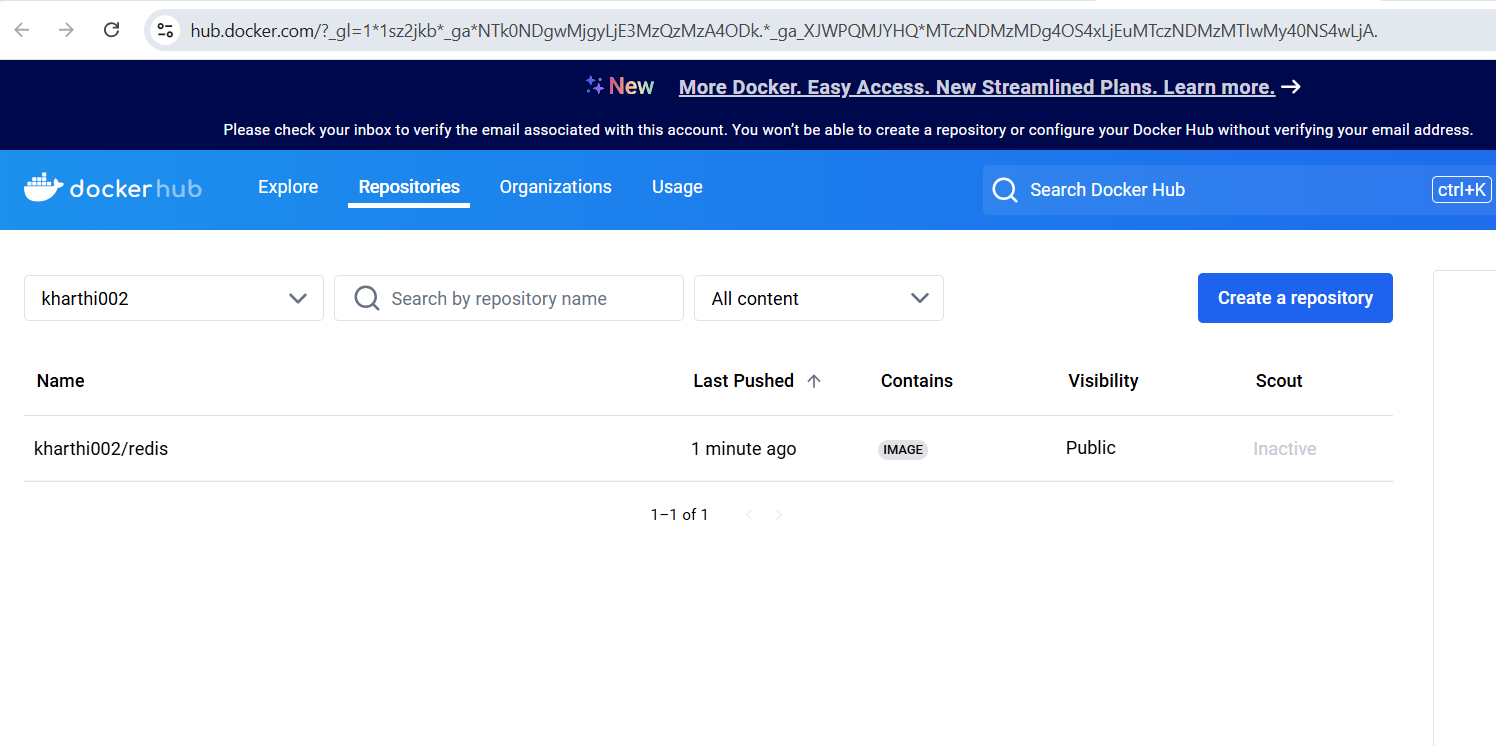 hub.docker.com/?_gl=1*1sz2jkb*_ga*NTk0NDgwMjgyLjE3MzQzMzA4ODk.*_ga_XJWPQMJYHQ*MTczNDMzMDg4OS4xLjEuMTczNDMzMTIwMy40NS4wLjA.
New More Docker. Easy Access. New Streamlined Plans. Learn more.
Please check your inbox to verify the email associated with this account. You won’t be able to create a repository or configure your Docker Hub without verifying your email address.
dockerhub Explore Repositories Organizations Usage Search Docker Hub ctrl+K
kharthi002 Search by repository name All content Create a repository
Name Last Pushed Contains Visibility Scout
kharthi002/redis 1 minute ago IMAGE Public Inactive
1–1 of 1